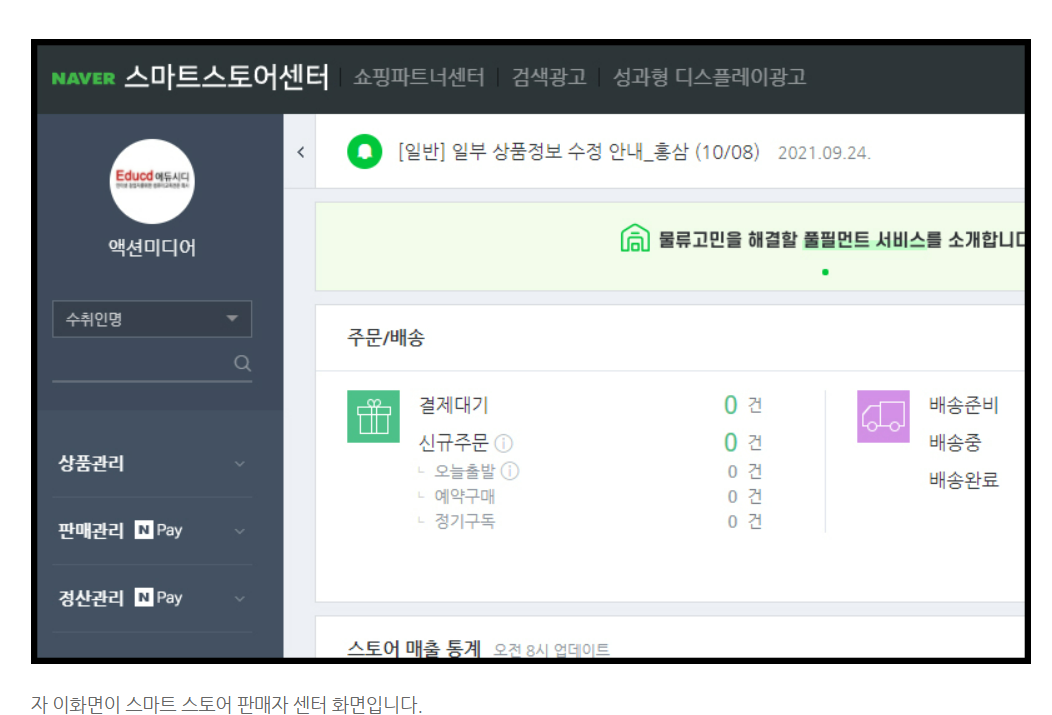 NAVER 스마트스토어센터 쇼핑파트너센터 검색광고 성과형 디스플레이광고
[일반] 일부 상품정보 수정 안내_홍삼 (10/08) 2021.09.24.
Educd 에듀시디
액션미디어
물류고민을 해결할 풀필먼트 서비스를 소개합니다
수취인명
주문/배송
결제대기 0 건 배송준비
신규주문 0 건 배송중
오늘출발 0 건 배송완료
예약구매 0 건
정기구독 0 건
상품관리
판매관리 N Pay
정산관리 N Pay
스토어 매출 통계 오전 8시 업데이트
자 이화면이 스마트 스토어 판매자 센터 화면입니다.